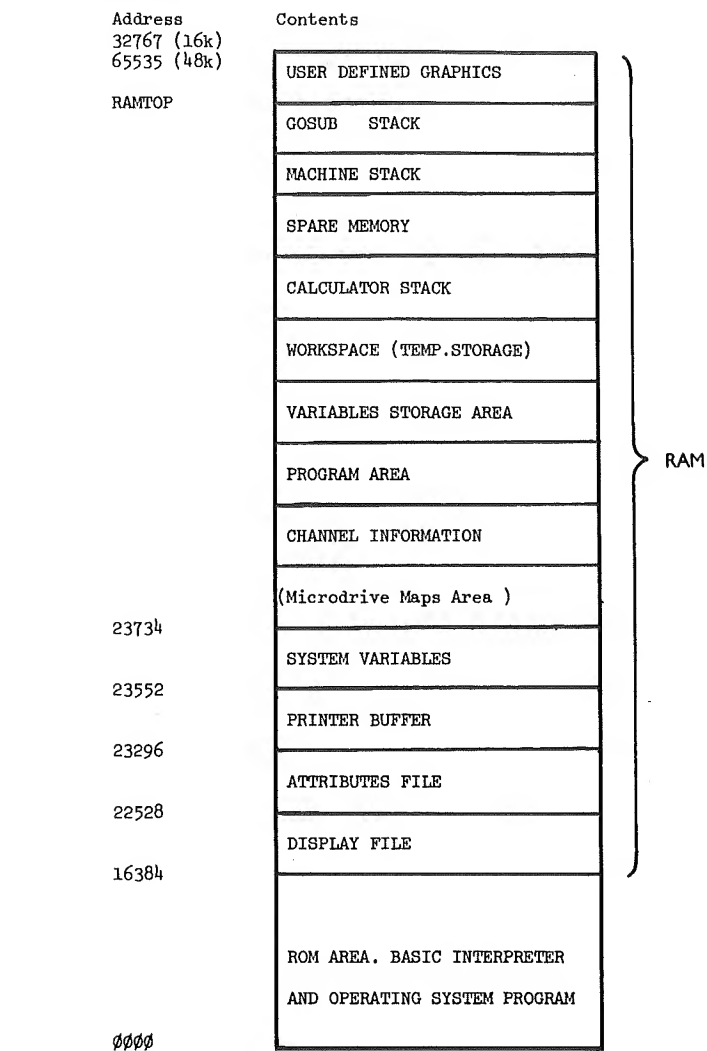 Address Contents
32767 (16k)
65535 (48k)
USER DEFINED GRAPHICS
RAMTOP
GOSUB STACK
MACHINE STACK
SPARE MEMORY
CALCULATOR STACK
WORKSPACE (TEMP.STORAGE)
VARIABLES STORAGE AREA
RAM
PROGRAM AREA
CHANNEL INFORMATION
(Microdrive Maps Area )
23734
SYSTEM VARIABLES
23552
PRINTER BUFFER
23296
ATTRIBUTES FILE
22528
DISPLAY FILE
16384
ROM AREA. BASIC INTERPRETER
AND OPERATING SYSTEM PROGRAM
ØØØØ